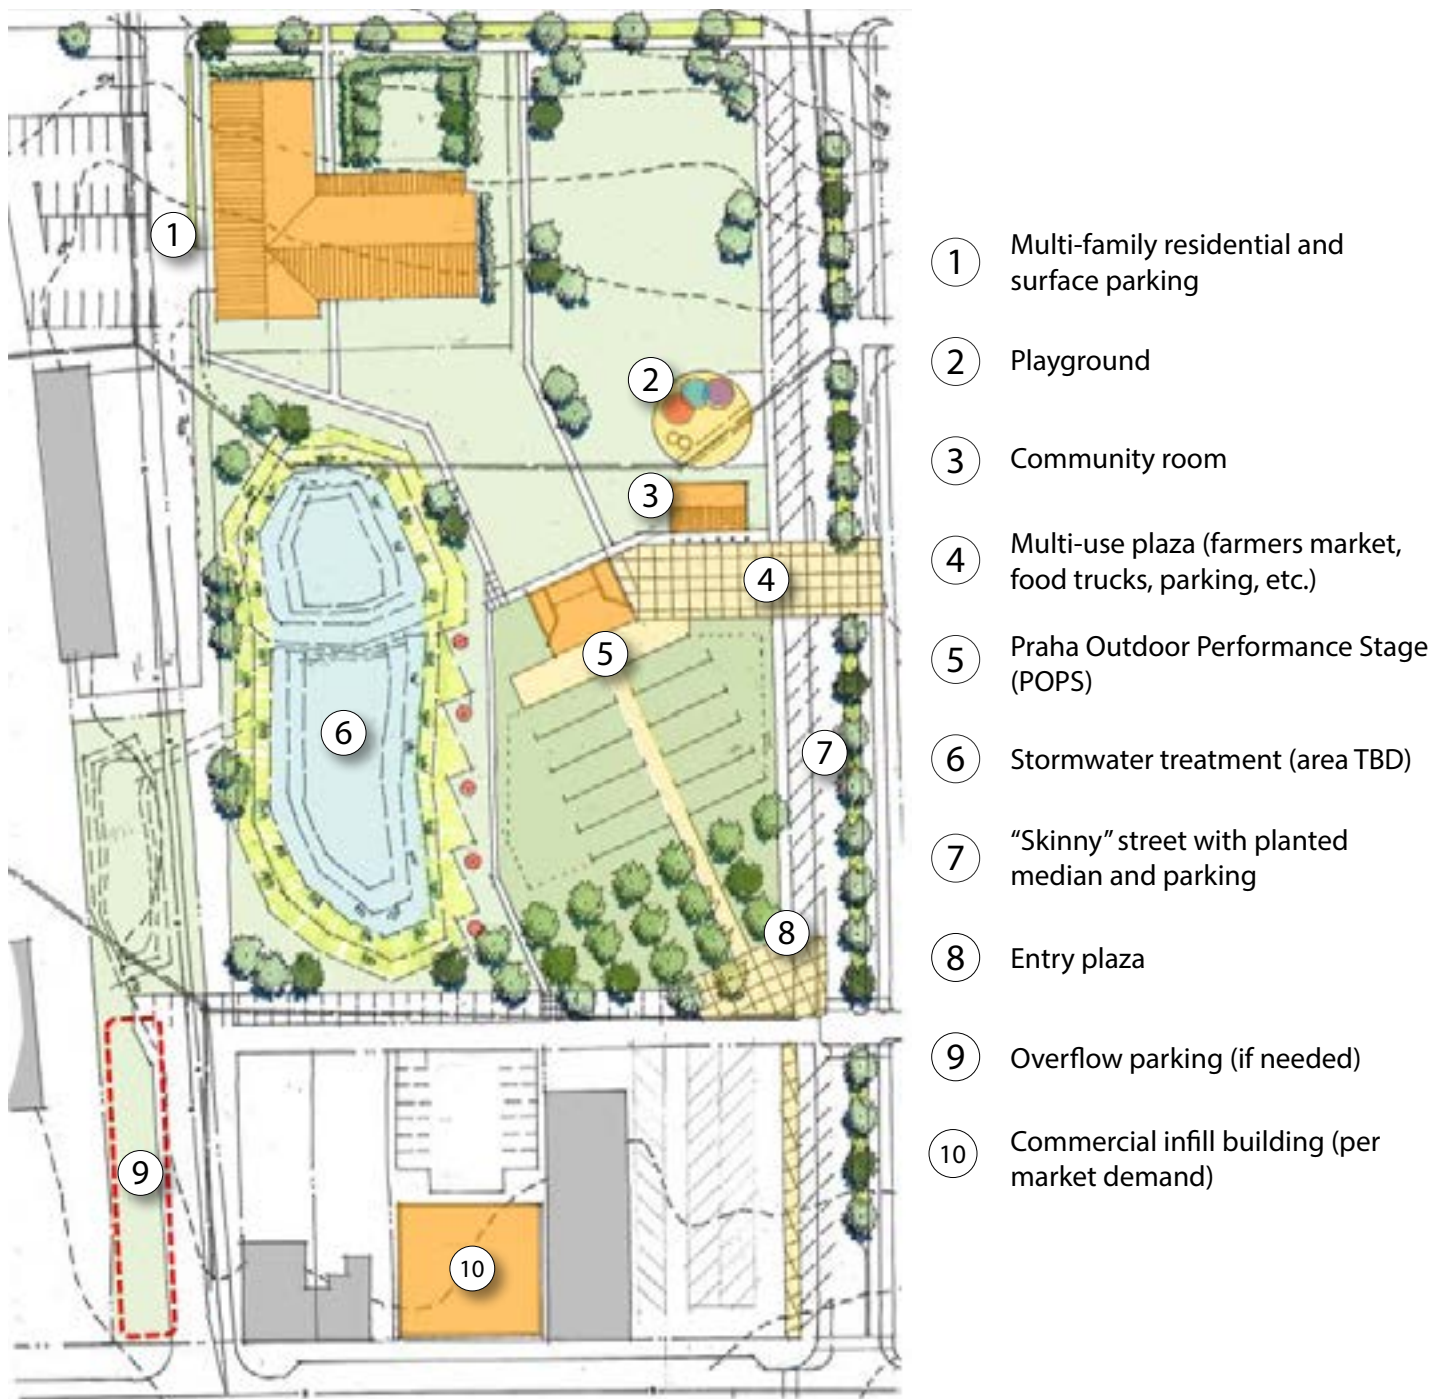 1
2
3
4
5
6
7
8
9
10
1 Multi-family residential and
surface parking
2 Playground
3 Community room
4 Multi-use plaza (farmers market,
food trucks, parking, etc.)
5 Praha Outdoor Performance Stage
(POPS)
6 Stormwater treatment (area TBD)
7 “Skinny” street with planted
median and parking
8 Entry plaza
9 Overflow parking (if needed)
10 Commercial infill building (per
market demand)